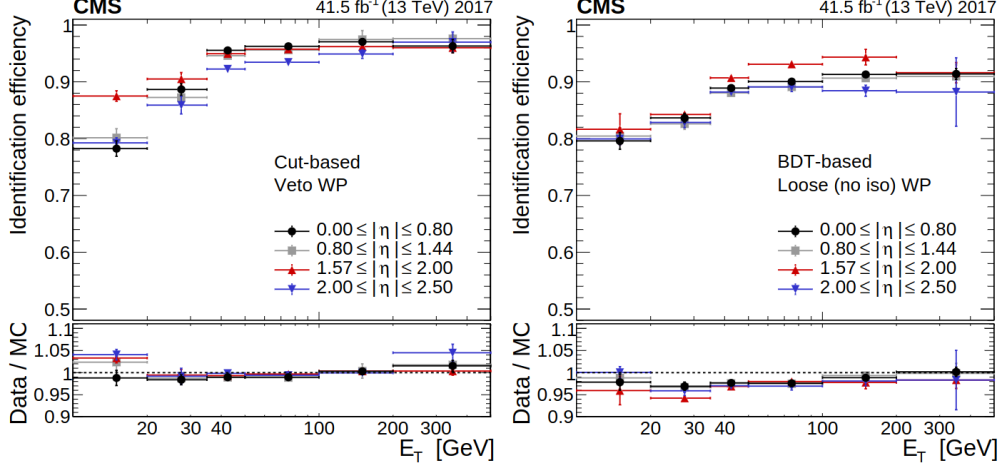 CMS 41.5 fb⁻¹ (13 TeV) 2017
Identification efficiency
1
0.9
0.8
0.7
0.6
0.5
Cut-based
Veto WP
0.00 ≤ | η | ≤ 0.80
0.80 ≤ | η | ≤ 1.44
1.57 ≤ | η | ≤ 2.00
2.00 ≤ | η | ≤ 2.50
Data / MC
1.1
1.05
1
0.95
0.9
20 30 40 100 200 300
E_T [GeV]
CMS 41.5 fb⁻¹ (13 TeV) 2017
Identification efficiency
1
0.9
0.8
0.7
0.6
0.5
BDT-based
Loose (no iso) WP
0.00 ≤ | η | ≤ 0.80
0.80 ≤ | η | ≤ 1.44
1.57 ≤ | η | ≤ 2.00
2.00 ≤ | η | ≤ 2.50
Data / MC
1.1
1.05
1
0.95
0.9
20 30 40 100 200 300
E_T [GeV]